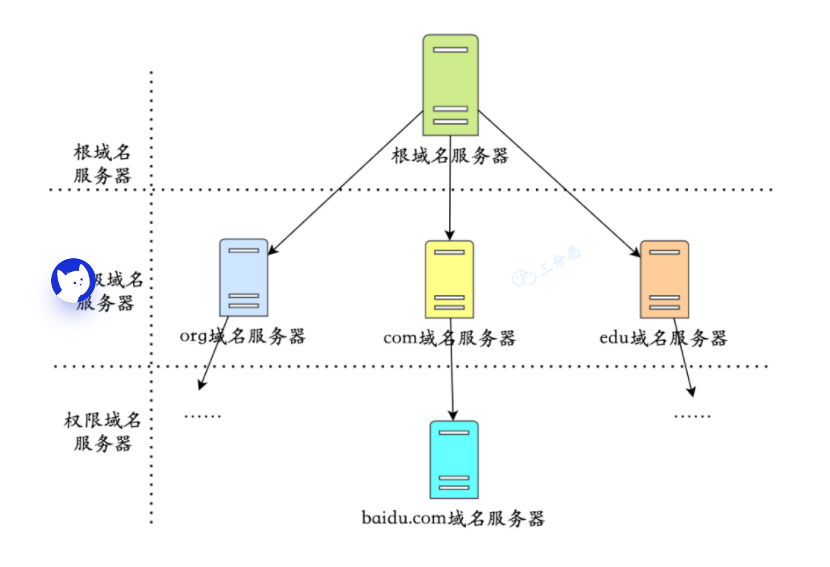 根域名服务器
根域名
服务器
三分恶
级域名
服务器
org域名服务器
com域名服务器
edu域名服务器
......
......
权限域名
服务器
baidu.com域名服务器